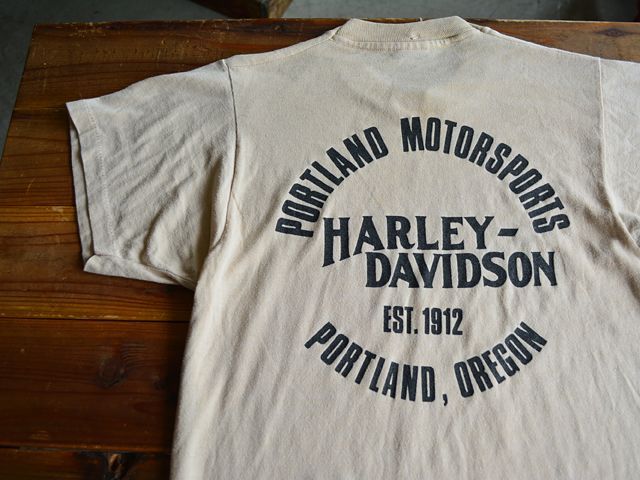 PORTLAND MOTORSPORTS
HARLEY-
DAVIDSON
EST. 1912
PORTLAND, OREGON